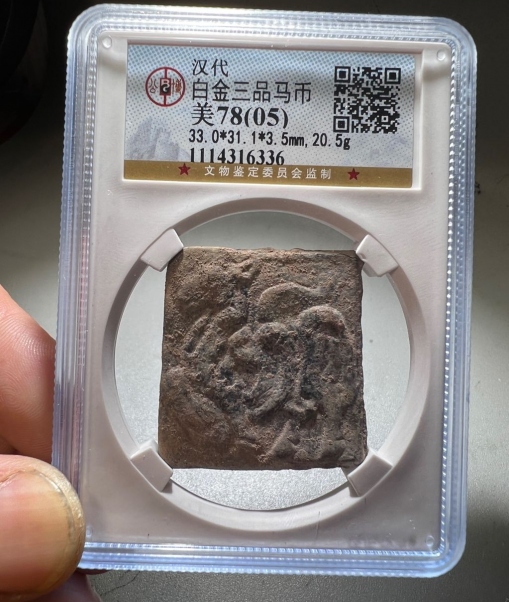 汉代
白金三品马币
美78(05)
33.0*31.1*3.5mm,20.5g
1114316336
文物鉴定委员会监制